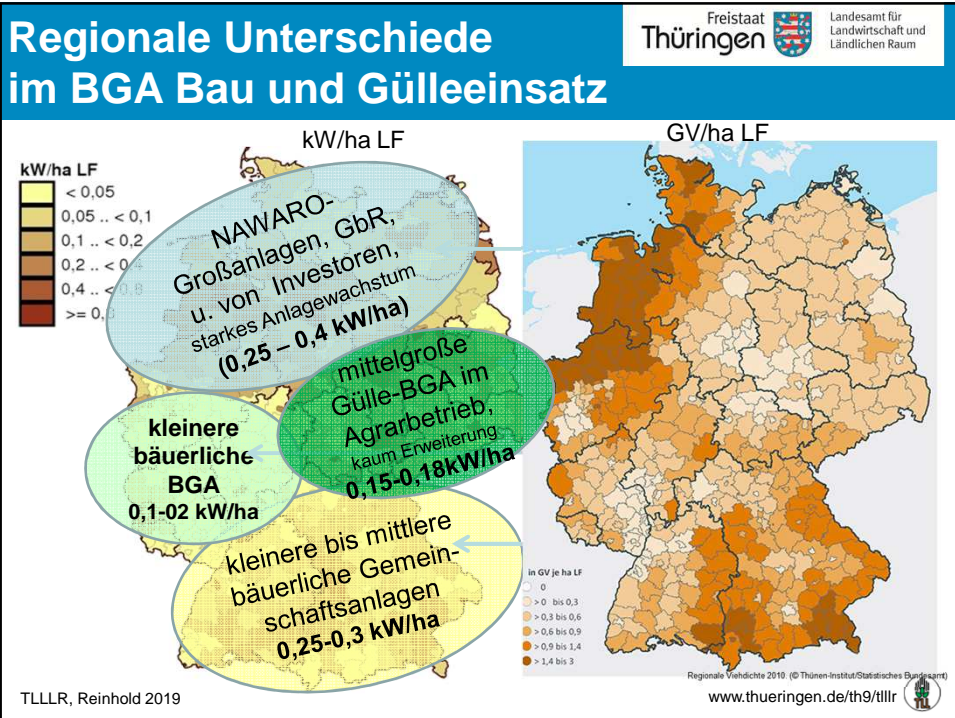 Regionale Unterschiede
im BGA Bau und Gülleeinsatz
Freistaat
Thüringen
Landesamt für
Landwirtschaft und
Ländlichen Raum
kW/ha LF
GV/ha LF
kW/ha LF
< 0,05
0,05 .. < 0,1
0,1 .. < 0,2
0,2 .. < 0
0,4 .. <
>= 0,
NAWARO-
Großanlagen, GbR,
u. von Investoren,
starkes Anlagewachstum
(0,25 – 0,4 kW/ha)
mittelgroße
Gülle-BGA im
Agrarbetrieb,
kaum Erweiterung
0,15-0,18kW/ha
kleinere
bäuerliche
BGA
0,1-02 kW/ha
kleinere bis mittlere
bäuerliche Gemein-
schaftsanlagen
0,25-0,3 kW/ha
in GV je ha LF
0
> 0 bis 0,3
> 0,3 bis 0,6
> 0,6 bis 0,9
> 0,9 bis 1,4
> 1,4 bis 3
Regionale Viehdichte 2010. (© Thünen-Institut/Statistisches Bundesamt)
TLLLR, Reinhold 2019
www.thueringen.de/th9/tlllr